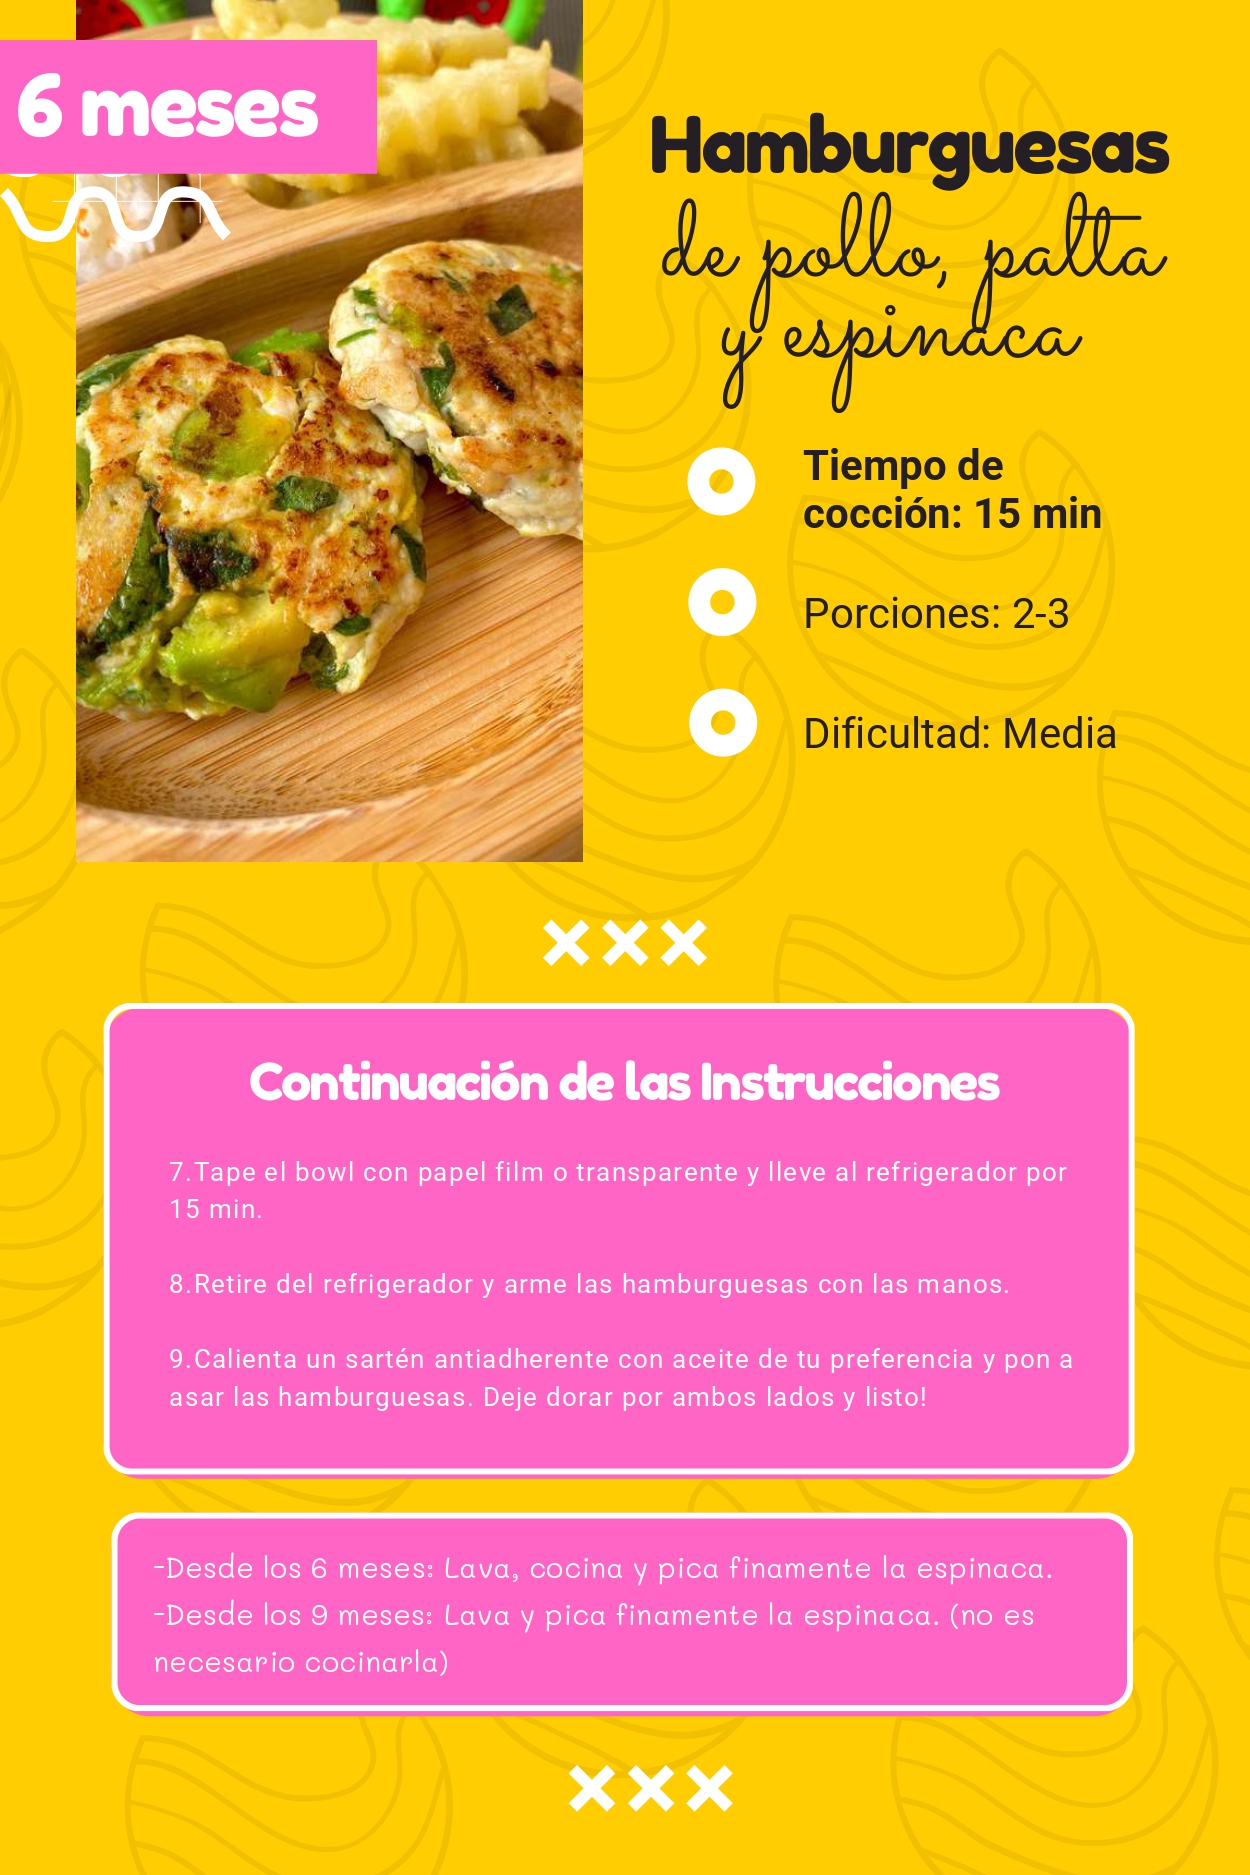 6 meses
Hamburguesas
de pollo, palta
y espinaca
Tiempo de
cocción: 15 min
Porciones: 2-3
Dificultad: Media
Continuación de las Instrucciones
7.Tape el bowl con papel film o transparente y lleve al refrigerador por
15 min.
8.Retire del refrigerador y arme las hamburguesas con las manos.
9.Calienta un sartén antiadherente con aceite de tu preferencia y pon a
asar las hamburguesas. Deje dorar por ambos lados y listo!
-Desde los 6 meses: Lava, cocina y pica finamente la espinaca.
-Desde los 9 meses: Lava y pica finamente la espinaca. (no es
necesario cocinarla)